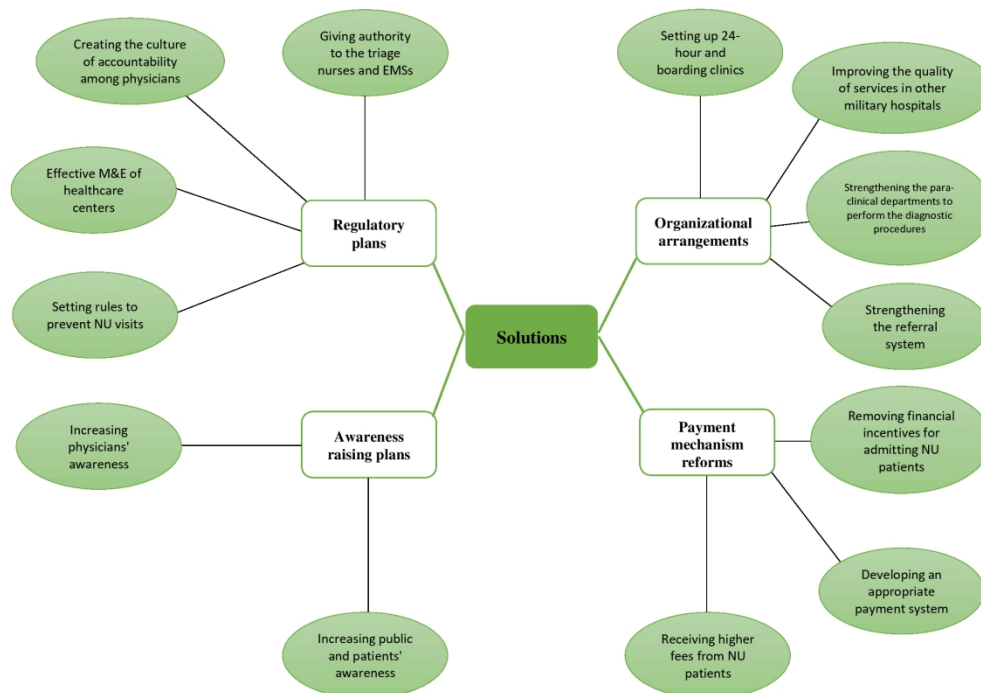 Creating the culture
of accountability
among physicians
Giving authority
to the triage
nurses and EMSs
Effective M&E of
healthcare
centers
Setting rules to
prevent NU visits
Regulatory
plans
Setting up 24-
hour and
boarding clinics
Improving the quality
of services in other
military hospitals
Strengthening the para-
clinical departments to
perform the diagnostic
procedures
Strengthening
the referral
system
Organizational
arrangements
Solutions
Increasing
physicians'
awareness
Awareness
raising plans
Increasing public
and patients'
awareness
Payment
mechanism
reforms
Removing financial
incentives for
admitting NU
patients
Developing an
appropriate
payment system
Receiving higher
fees from NU
patients